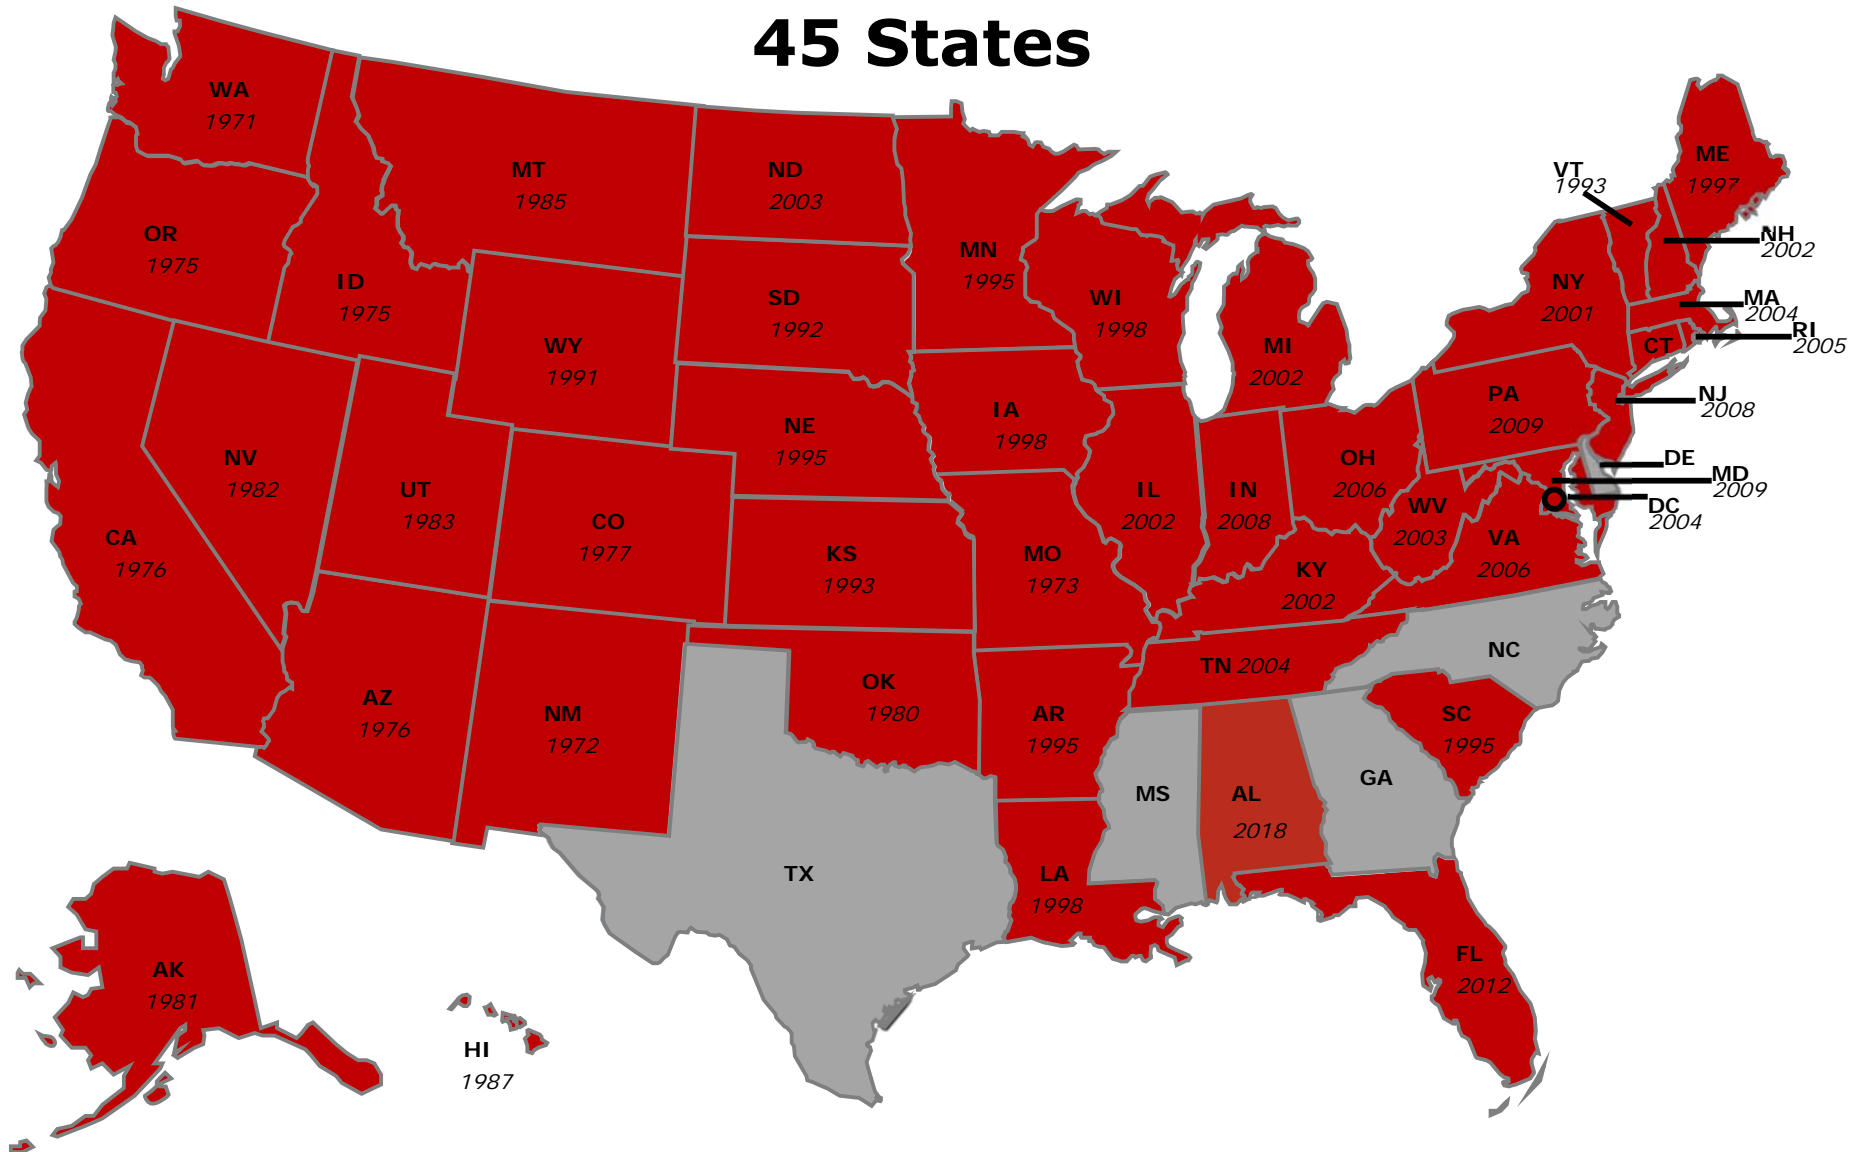 45 States
WA
1971
MT
1985
ND
2003
ME
1997
VT
1993
OR
1975
ID
1975
MN
1995
NH
2002
SD
1992
WI
1998
NY
2001
MA
2004
RI
2005
WY
1991
MI
2002
CT
NE
1995
IA
1998
PA
2009
NJ
2008
NV
1982
UT
1983
CO
1977
IL
2002
IN
2008
OH
2006
DE
MD
2009
DC
2004
WV
2003
VA
2006
CA
1976
KS
1993
MO
1973
KY
2002
NC
TN 2004
AZ
1976
NM
1972
OK
1980
AR
1995
SC
1995
MS
AL
2018
GA
TX
LA
1998
FL
2012
AK
1981
HI
1987